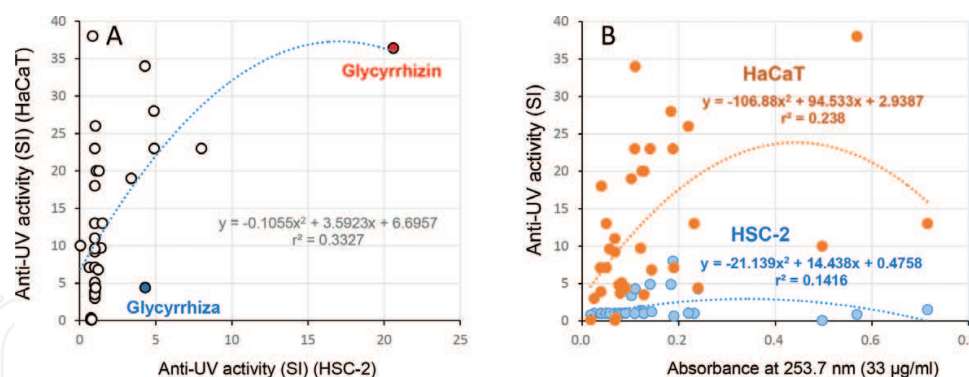 A
Anti-UV activity (SI) (HaCaT)
40
35
30
25
20
15
10
5
0
Glycyrrhizin
y = -0.1055x² + 3.5923x + 6.6957
r² = 0.3327
Glycyrrhiza
0 5 10 15 20 25
Anti-UV activity (SI) (HSC-2)
B
Anti-UV activity (SI)
40
35
30
25
20
15
10
5
0
HaCaT
y = -106.88x² + 94.533x + 2.9387
r² = 0.238
HSC-2
y = -21.139x² + 14.438x + 0.4758
r² = 0.1416
0.0 0.2 0.4 0.6 0.8
Absorbance at 253.7 nm (33 µg/ml)